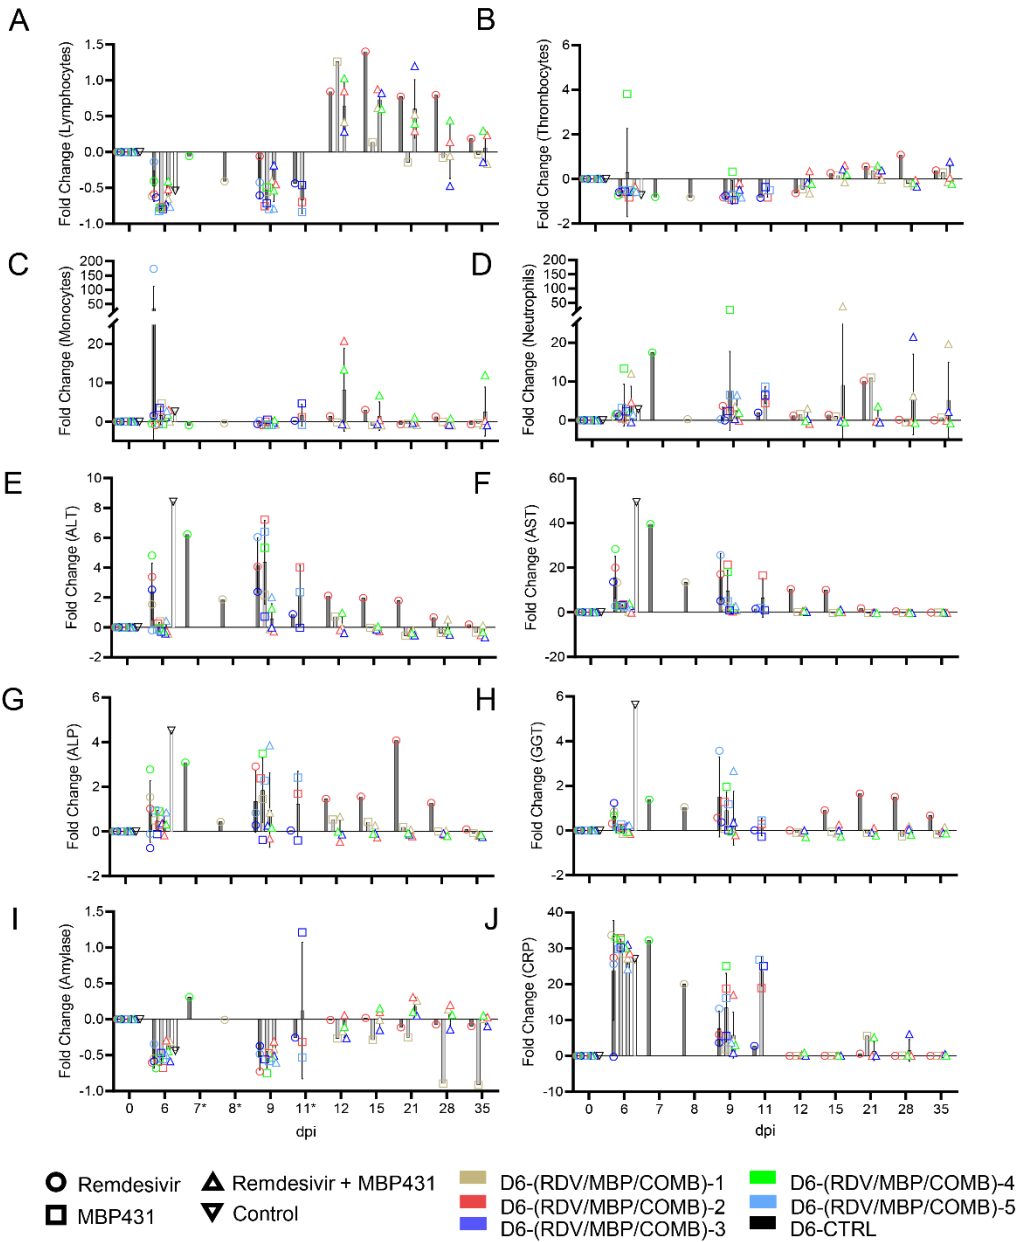 A
Fold Change (Lymphocytes)
1.5
1.0
0.5
0.0
-0.5
-1.0
B
Fold Change (Thrombocytes)
6
4
2
0
-2
C
Fold Change (Monocytes)
200
150
100
50
20
10
0
D
Fold Change (Neutrophils)
200
150
100
50
20
10
0
E
Fold Change (ALT)
10
8
6
4
2
0
-2
F
Fold Change (AST)
60
40
20
0
-20
G
Fold Change (ALP)
6
4
2
0
-2
H
Fold Change (GGT)
6
4
2
0
-2
I
Fold Change (Amylase)
1.5
1.0
0.5
0.0
-0.5
-1.0
0 6 7* 8* 9 11* 12 15 21 28 35
dpi
J
Fold Change (CRP)
40
30
20
10
0
-10
0 6 7 8 9 11 12 15 21 28 35
dpi
Remdesivir
MBP431
Remdesivir + MBP431
Control
D6-(RDV/MBP/COMB)-1
D6-(RDV/MBP/COMB)-2
D6-(RDV/MBP/COMB)-3
D6-(RDV/MBP/COMB)-4
D6-(RDV/MBP/COMB)-5
D6-CTRL